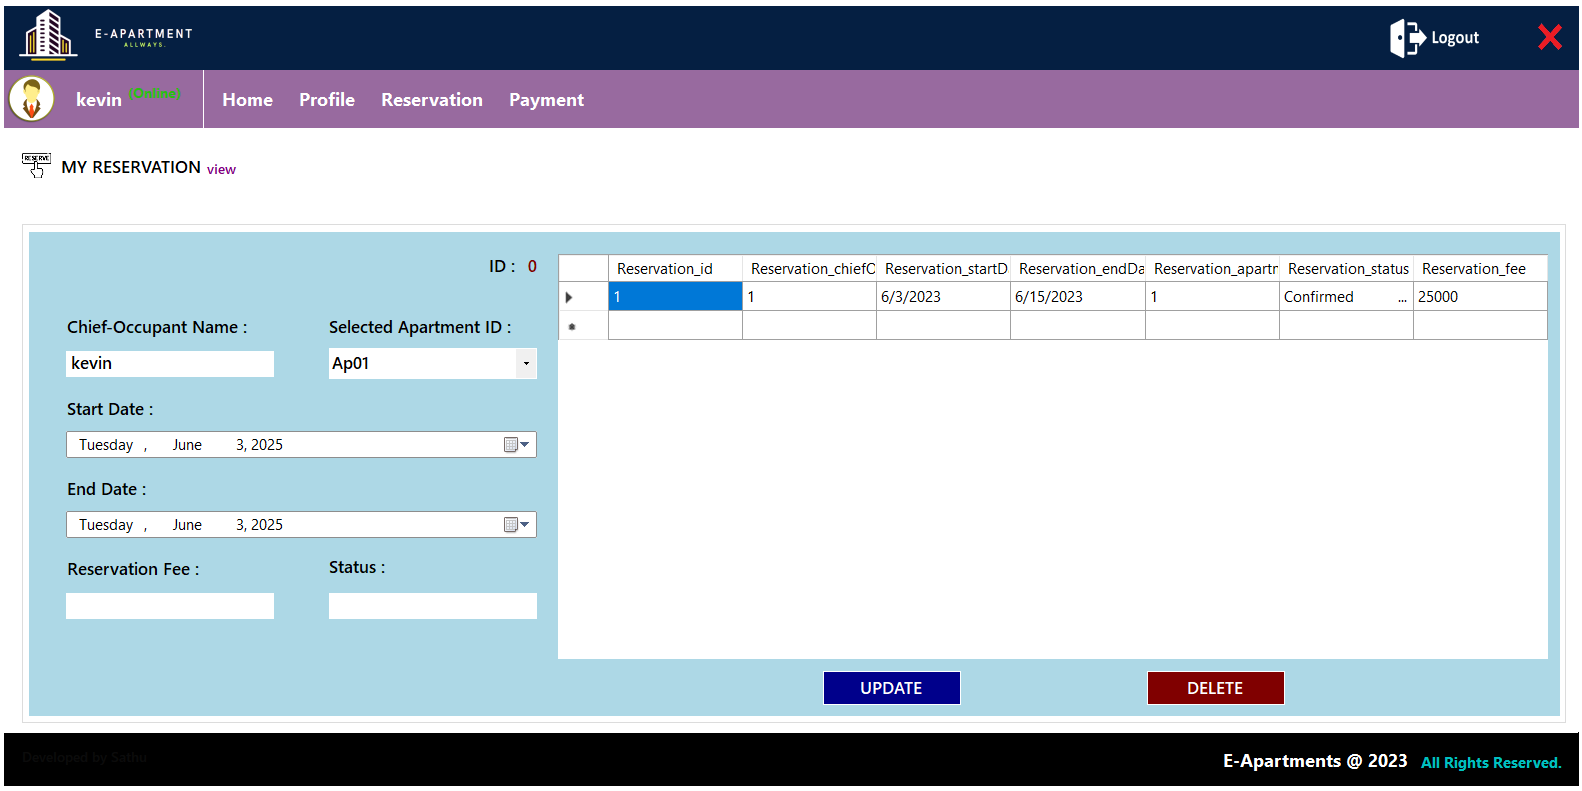 E-APARTMENT
ALLWAYS.
Logout
kevin (Online)
Home Profile Reservation Payment
RESERVE
MY RESERVATION view
ID : 0
Chief-Occupant Name :
kevin
Selected Apartment ID :
Ap01
Start Date :
Tuesday , June 3, 2025
End Date :
Tuesday , June 3, 2025
Reservation Fee :
Status :
Reservation_id Reservation_chiefO Reservation_startD Reservation_endDa Reservation_apartn Reservation_status Reservation_fee
1 1 6/3/2023 6/15/2023 1 Confirmed ... 25000
UPDATE DELETE
Developed by Sathu
E-Apartments @ 2023 All Rights Reserved.